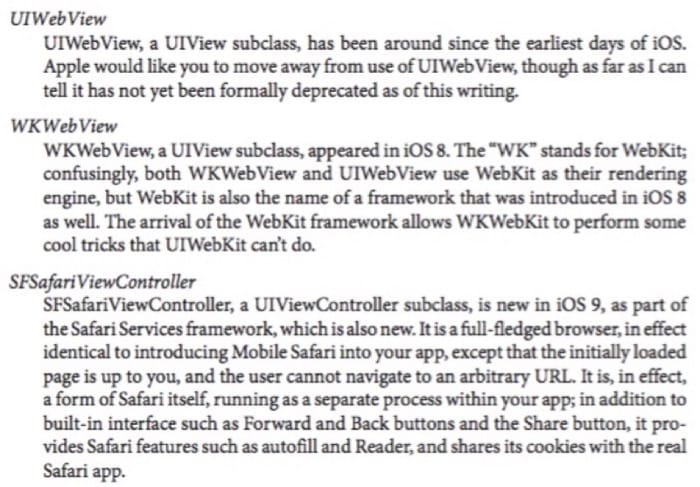 UIWebView
UIWebView, a UIView subclass, has been around since the earliest days of iOS.
Apple would like you to move away from use of UIWebView, though as far as I can
tell it has not yet been formally deprecated as of this writing.
WKWebView
WKWebView, a UIView subclass, appeared in iOS 8. The “WK” stands for WebKit;
confusingly, both WKWebView and UIWebView use WebKit as their rendering
engine, but WebKit is also the name of a framework that was introduced in iOS 8
as well. The arrival of the WebKit framework allows WKWebKit to perform some
cool tricks that UIWebKit can’t do.
SFSafariViewController
SFSafariViewController, a UIViewController subclass, is new in iOS 9, as part of
the Safari Services framework, which is also new. It is a full-fledged browser, in effect
identical to introducing Mobile Safari into your app, except that the initially loaded
page is up to you, and the user cannot navigate to an arbitrary URL. It is, in effect,
a form of Safari itself, running as a separate process within your app; in addition to
built-in interface such as Forward and Back buttons and the Share button, it pro-
vides Safari features such as autofill and Reader, and shares its cookies with the real
Safari app.